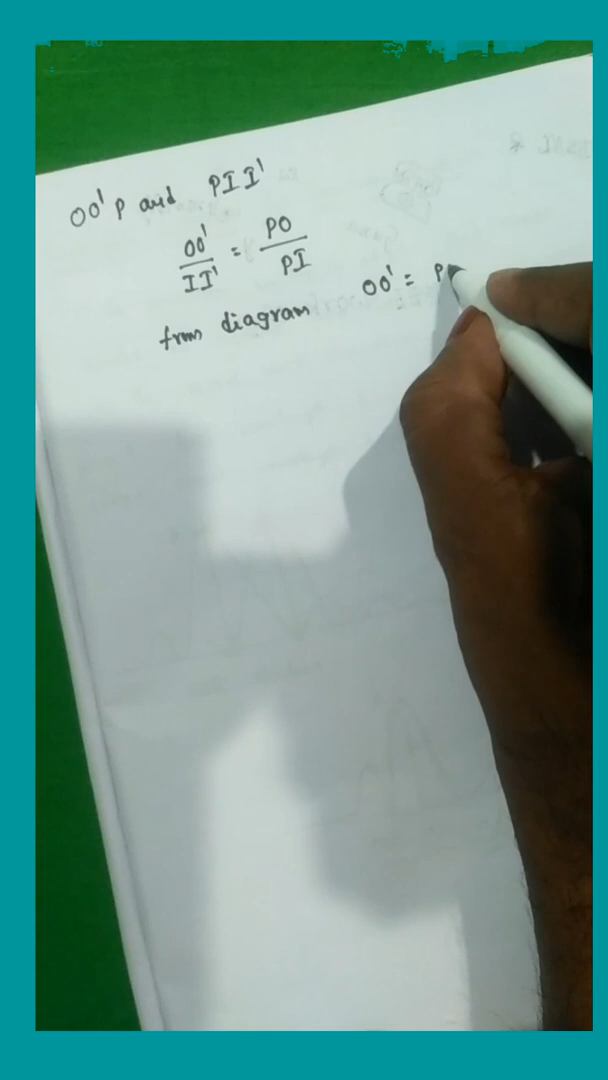 OO' P and PII'
OO'/II' = PO/PI
from diagram OO' = P